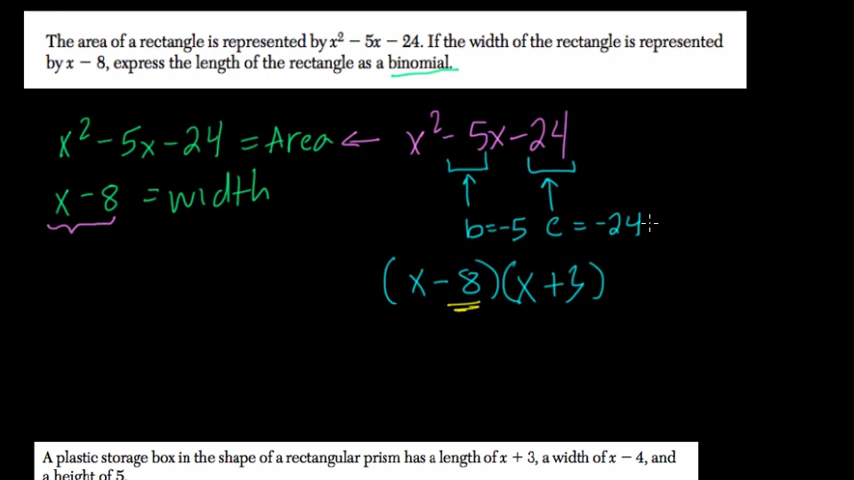 The area of a rectangle is represented by x² − 5x − 24. If the width of the rectangle is represented
by x − 8, express the length of the rectangle as a binomial.
x² - 5x - 24 = Area ← x² - 5x - 24
x - 8 = width
b=-5 c = -24
(x - 8)(x + 3)
A plastic storage box in the shape of a rectangular prism has a length of x + 3, a width of x − 4, and
a height of 5.